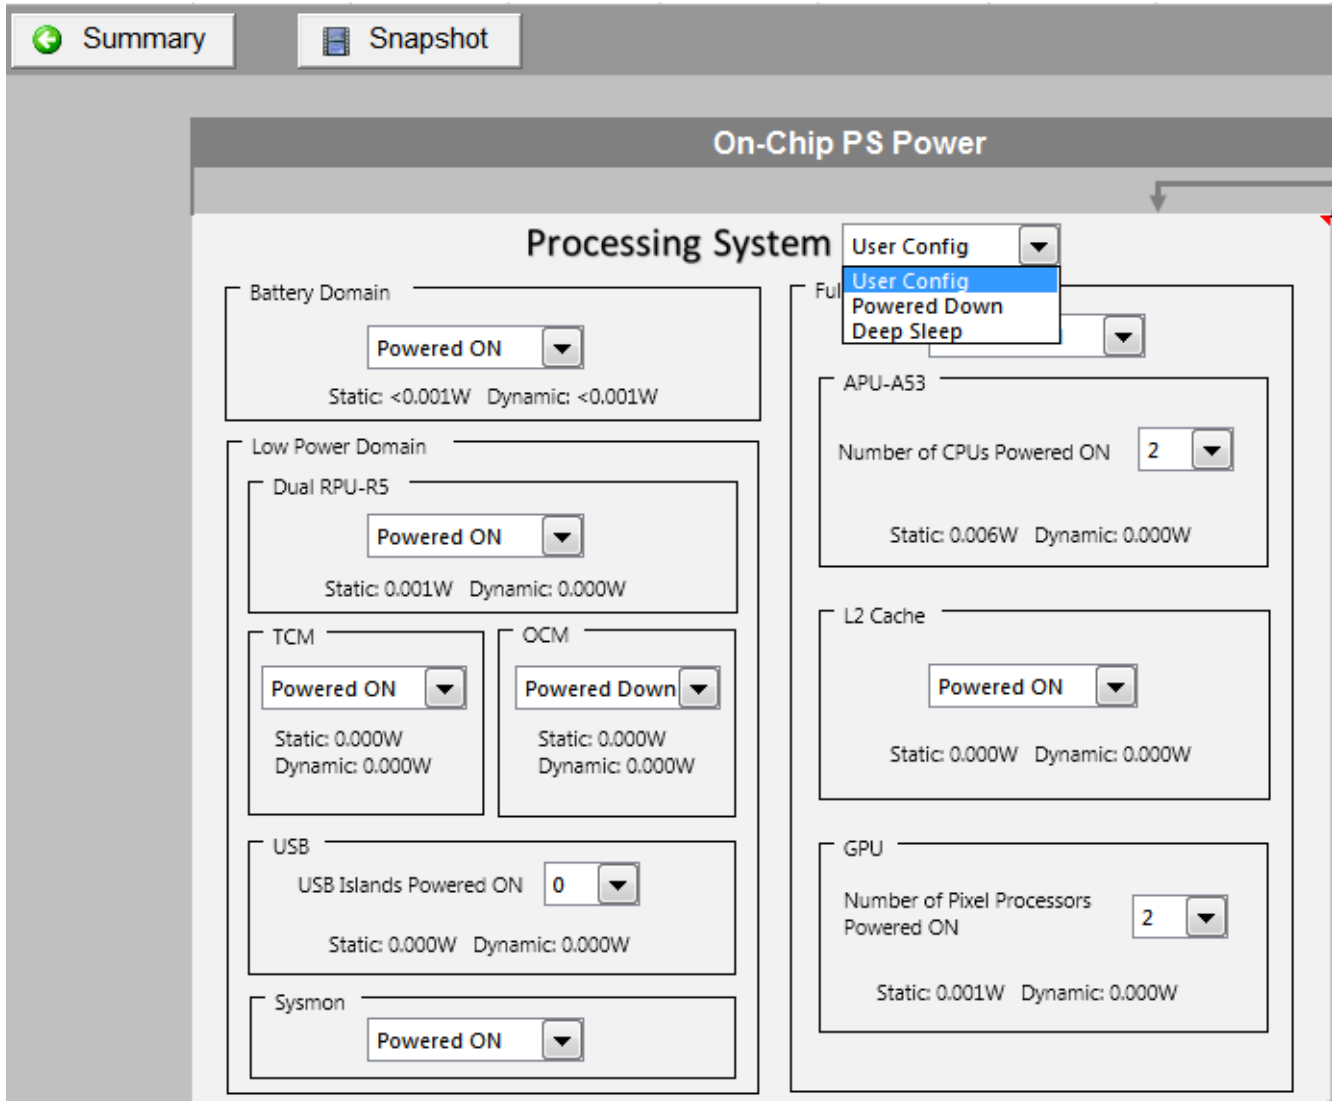 Summary
Snapshot
On-Chip PS Power
Processing System
User Config
User Config
Powered Down
Deep Sleep
Battery Domain
Powered ON
Static: <0.001W Dynamic: <0.001W
Low Power Domain
Dual RPU-R5
Powered ON
Static: 0.001W Dynamic: 0.000W
TCM
Powered ON
Static: 0.000W
Dynamic: 0.000W
OCM
Powered Down
Static: 0.000W
Dynamic: 0.000W
USB
USB Islands Powered ON 0
Static: 0.000W Dynamic: 0.000W
Sysmon
Powered ON
APU-A53
Number of CPUs Powered ON 2
Static: 0.006W Dynamic: 0.000W
L2 Cache
Powered ON
Static: 0.000W Dynamic: 0.000W
GPU
Number of Pixel Processors
Powered ON
2
Static: 0.001W Dynamic: 0.000W